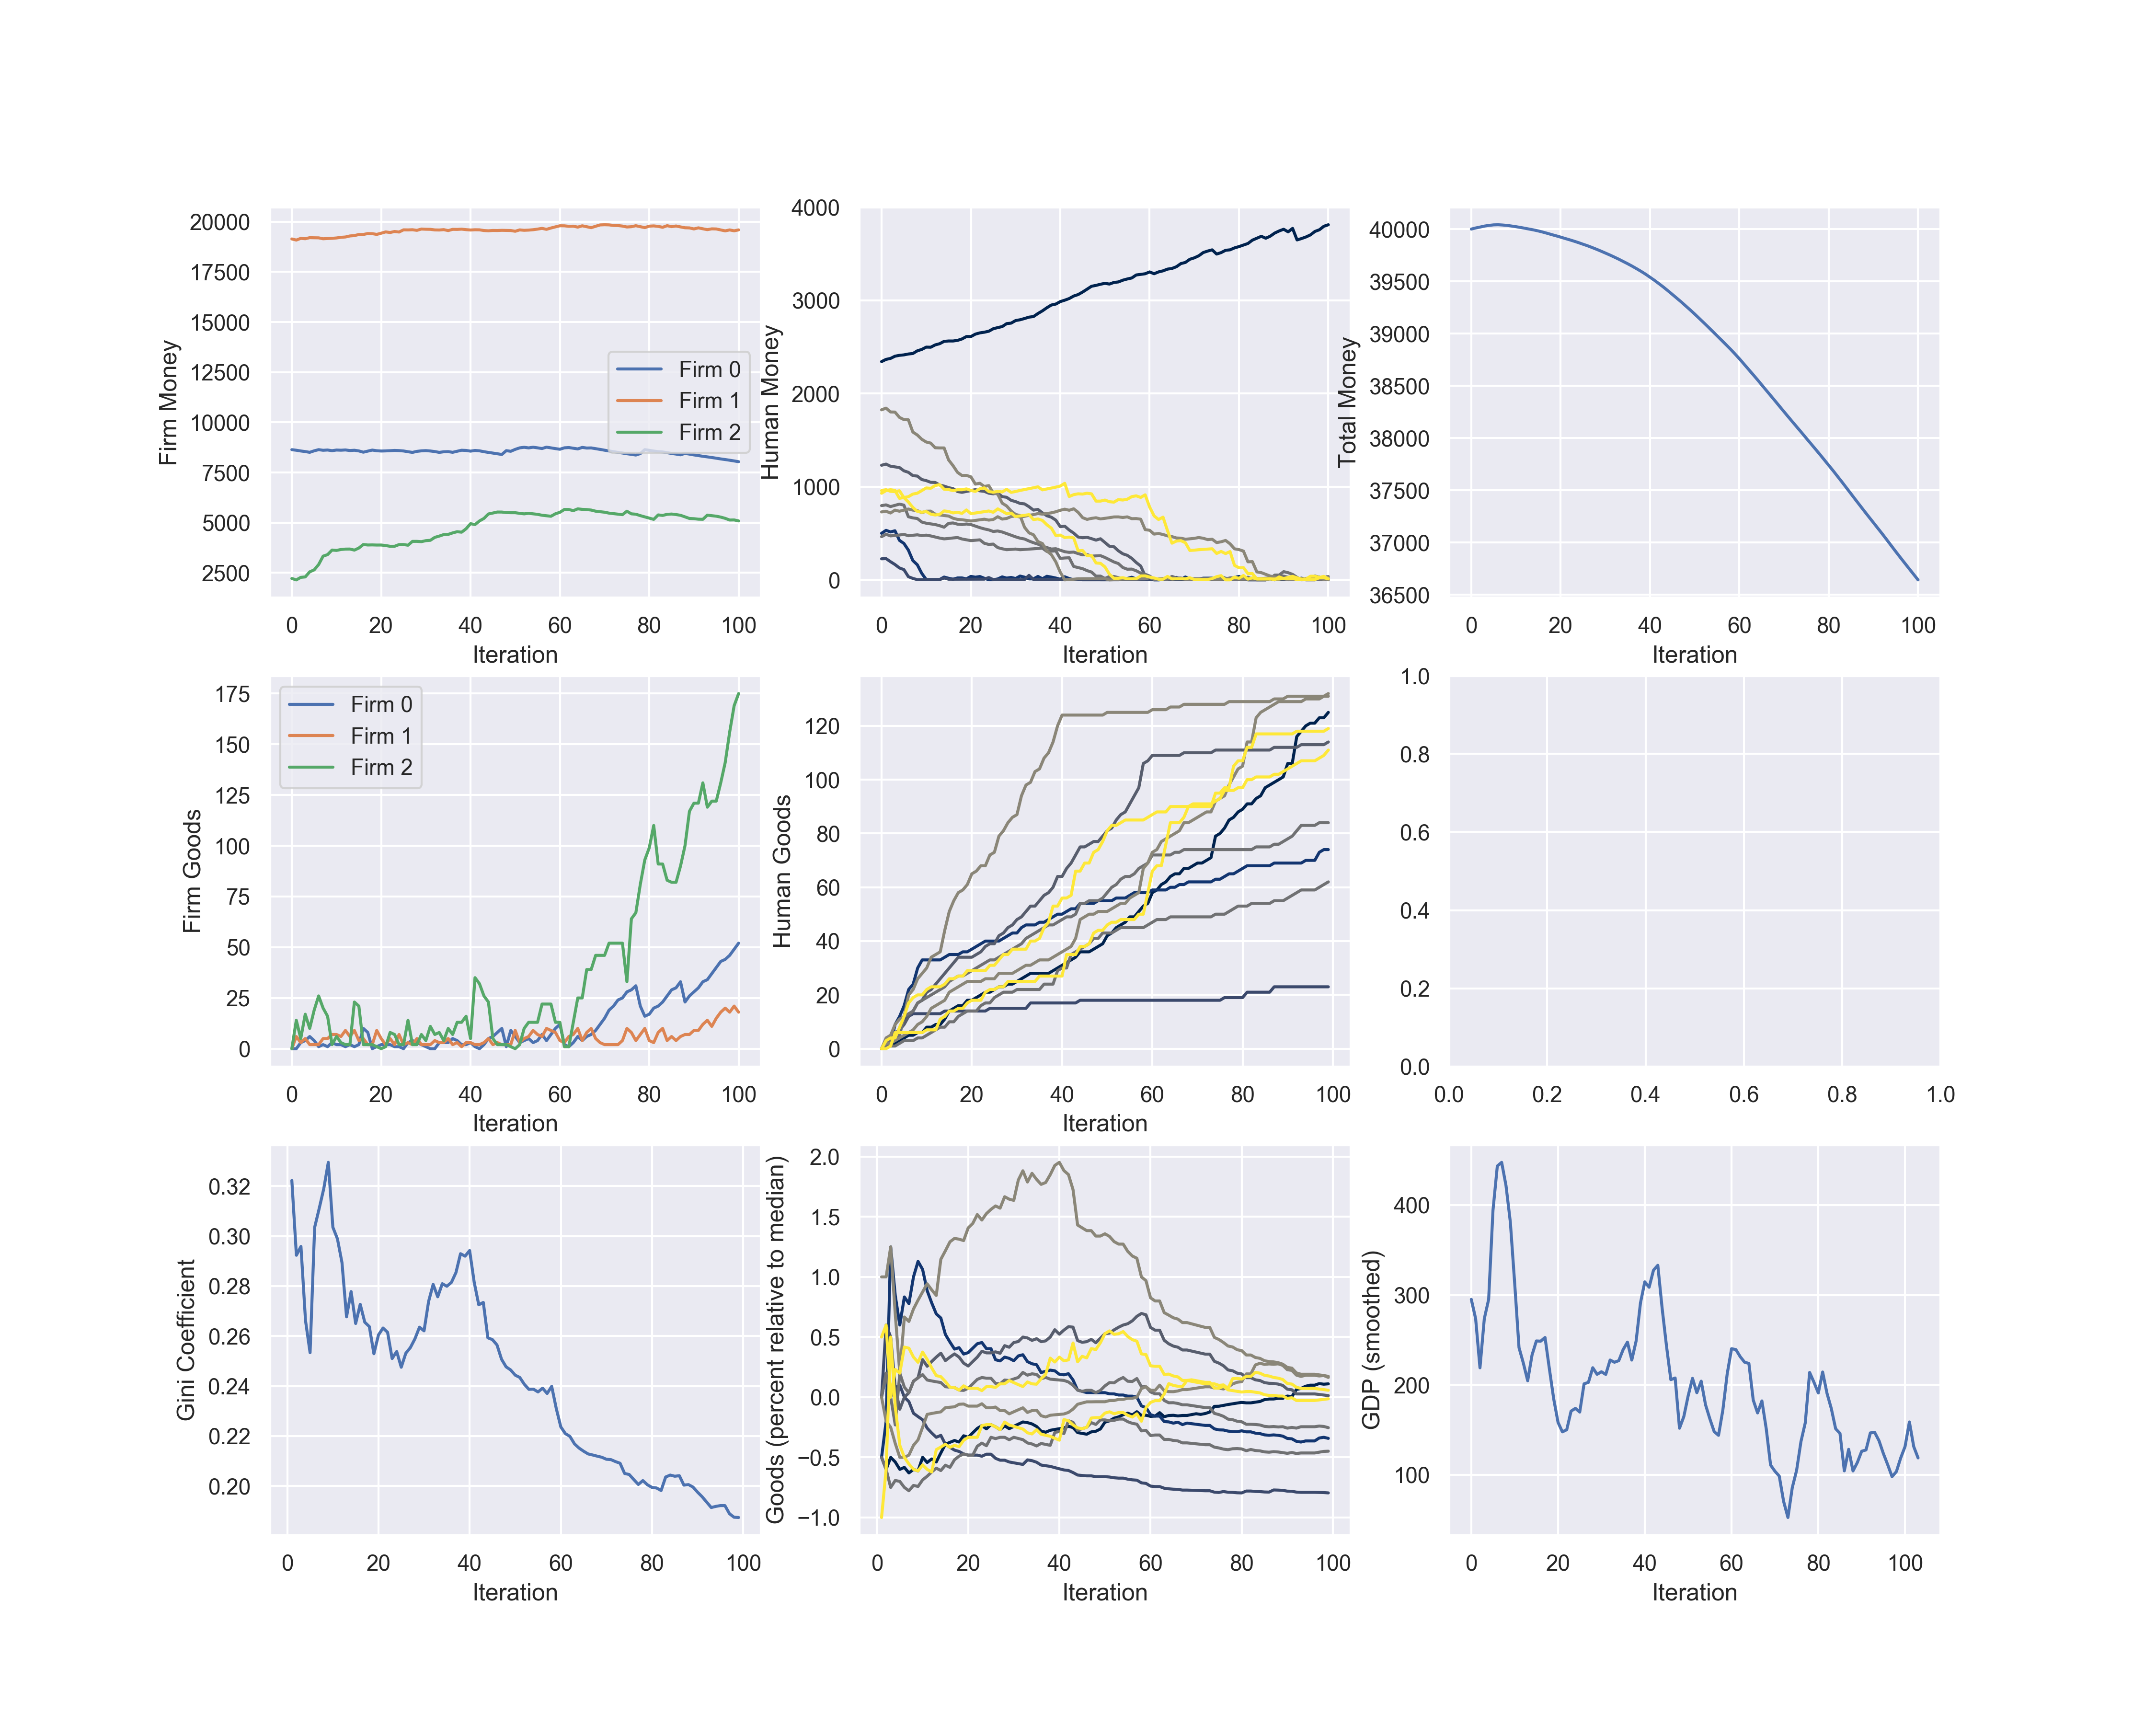 Firm Money
20000
17500
15000
12500
10000
7500
5000
2500
0 20 40 60 80 100
Iteration
Firm 0
Firm 1
Firm 2
Human Money
4000
3000
2000
1000
0
0 20 40 60 80 100
Iteration
Total Money
40000
39500
39000
38500
38000
37500
37000
36500
0 20 40 60 80 100
Iteration
Firm Goods
175
150
125
100
75
50
25
0
0 20 40 60 80 100
Iteration
Firm 0
Firm 1
Firm 2
Human Goods
120
100
80
60
40
20
0
0 20 40 60 80 100
Iteration
1.0
0.8
0.6
0.4
0.2
0.0
0.0 0.2 0.4 0.6 0.8 1.0
Gini Coefficient
0.32
0.30
0.28
0.26
0.24
0.22
0.20
0 20 40 60 80 100
Iteration
Goods (percent relative to median)
2.0
1.5
1.0
0.5
0.0
−0.5
−1.0
0 20 40 60 80 100
Iteration
GDP (smoothed)
400
300
200
100
0 20 40 60 80 100
Iteration